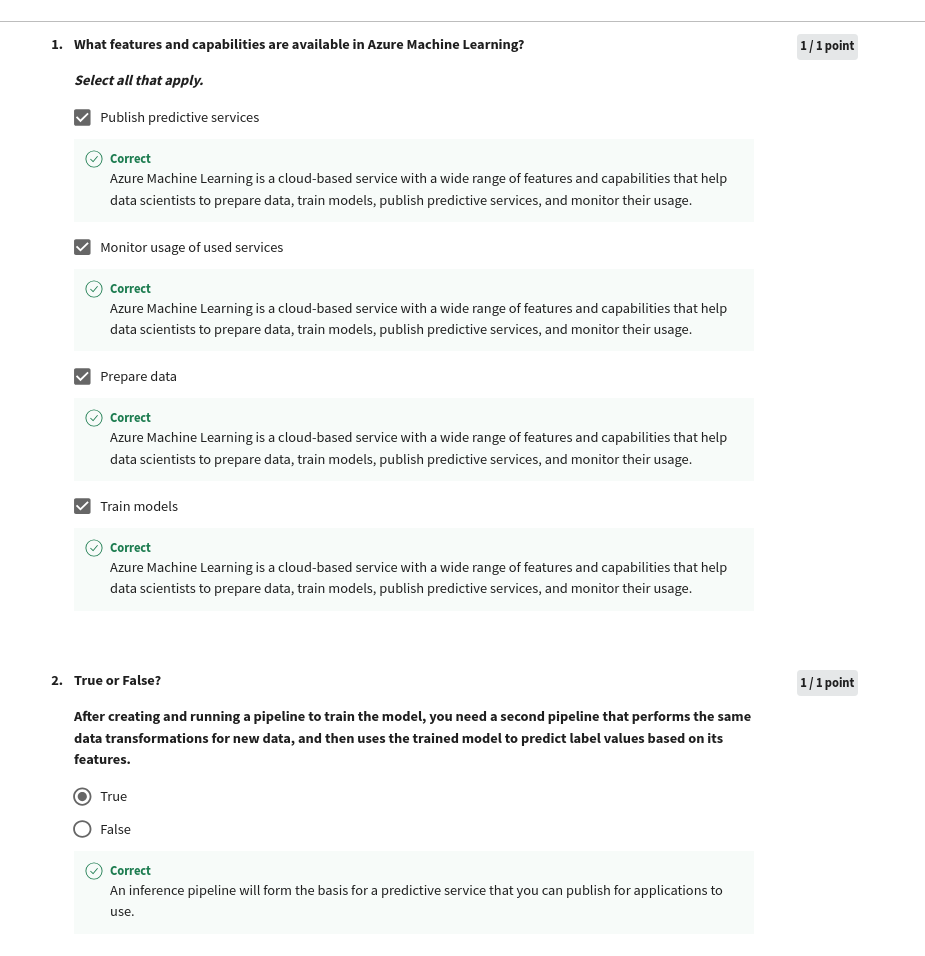 1. What features and capabilities are available in Azure Machine Learning?
1 / 1 point
Select all that apply.
Publish predictive services
Correct
Azure Machine Learning is a cloud-based service with a wide range of features and capabilities that help
data scientists to prepare data, train models, publish predictive services, and monitor their usage.
Monitor usage of used services
Correct
Azure Machine Learning is a cloud-based service with a wide range of features and capabilities that help
data scientists to prepare data, train models, publish predictive services, and monitor their usage.
Prepare data
Correct
Azure Machine Learning is a cloud-based service with a wide range of features and capabilities that help
data scientists to prepare data, train models, publish predictive services, and monitor their usage.
Train models
Correct
Azure Machine Learning is a cloud-based service with a wide range of features and capabilities that help
data scientists to prepare data, train models, publish predictive services, and monitor their usage.
2. True or False?
1 / 1 point
After creating and running a pipeline to train the model, you need a second pipeline that performs the same
data transformations for new data, and then uses the trained model to predict label values based on its
features.
True
False
Correct
An inference pipeline will form the basis for a predictive service that you can publish for applications to
use.